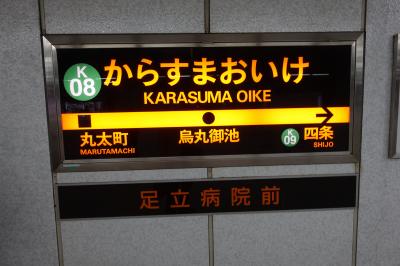 K
08
からすまおいけ
KARASUMA OIKE
丸太町
MARUTAMACHI
烏丸御池
K
09
四条
SHIJO
足立病院前